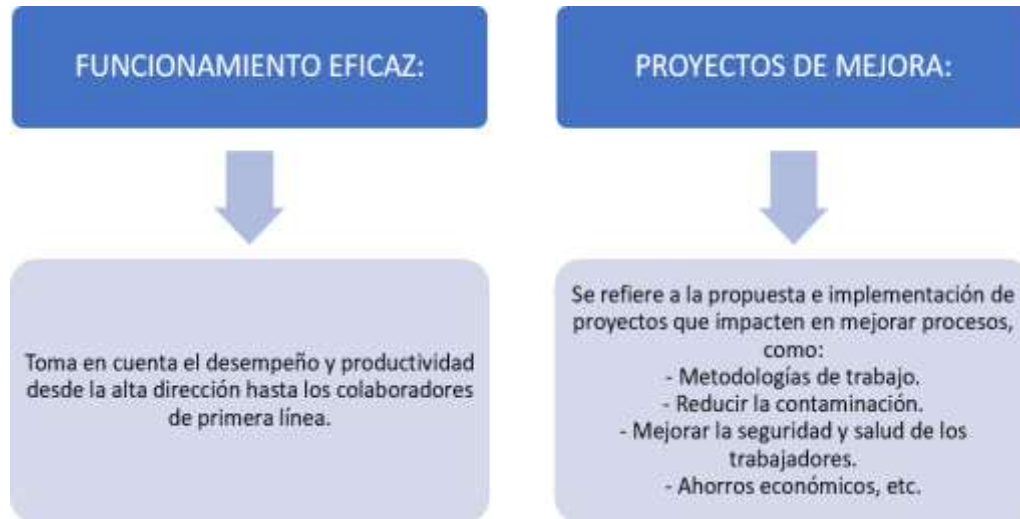 FUNCIONAMIENTO EFICAZ:
Toma en cuenta el desempeño y productividad
desde la alta dirección hasta los colaboradores
de primera línea.
PROYECTOS DE MEJORA:
Se refiere a la propuesta e implementación de
proyectos que impacten en mejorar procesos,
como:
- Metodologías de trabajo.
- Reducir la contaminación.
- Mejorar la seguridad y salud de los
trabajadores.
- Ahorros económicos, etc.